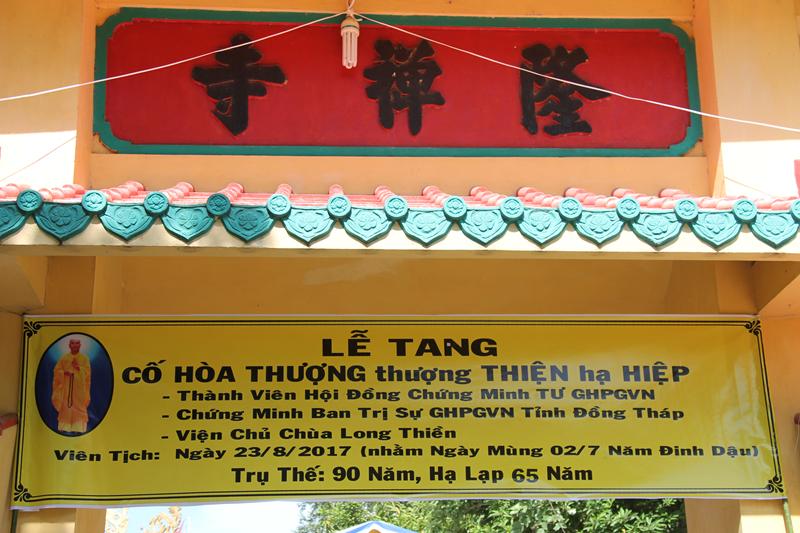 寺禪隆
LỄ TANG
CỐ HÒA THƯỢNG thượng THIỆN hạ HIỆP
- Thành Viên Hội Đồng Chứng Minh TƯ GHPGVN
- Chứng Minh Ban Trị Sự GHPGVN Tỉnh Đồng Tháp
- Viện Chủ Chùa Long Thiền
Viên Tịch: Ngày 23/8/2017 (nhằm Ngày Mùng 02/7 Năm Đinh Dậu)
Trụ Thế: 90 Năm, Hạ Lạp 65 Năm